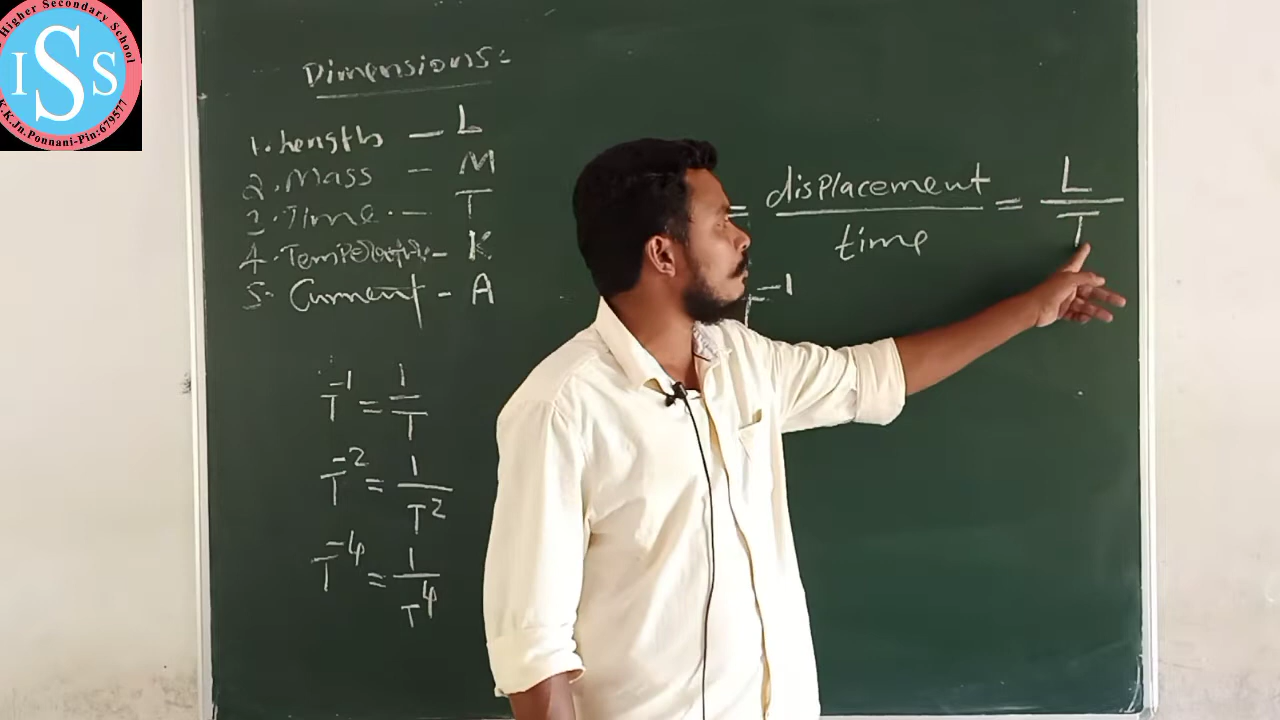 Higher Secondary School
ISS
K.K.Jn.Ponnani-Pin:679577
Dimensions:
1. Length — L
2. Mass — M
3. Time — T
4. Temperature — K
5. Current — A
T⁻¹ = 1/T
T⁻² = 1/T²
T⁻⁴ = 1/T⁴
= displacement/time = L/T
⁻¹